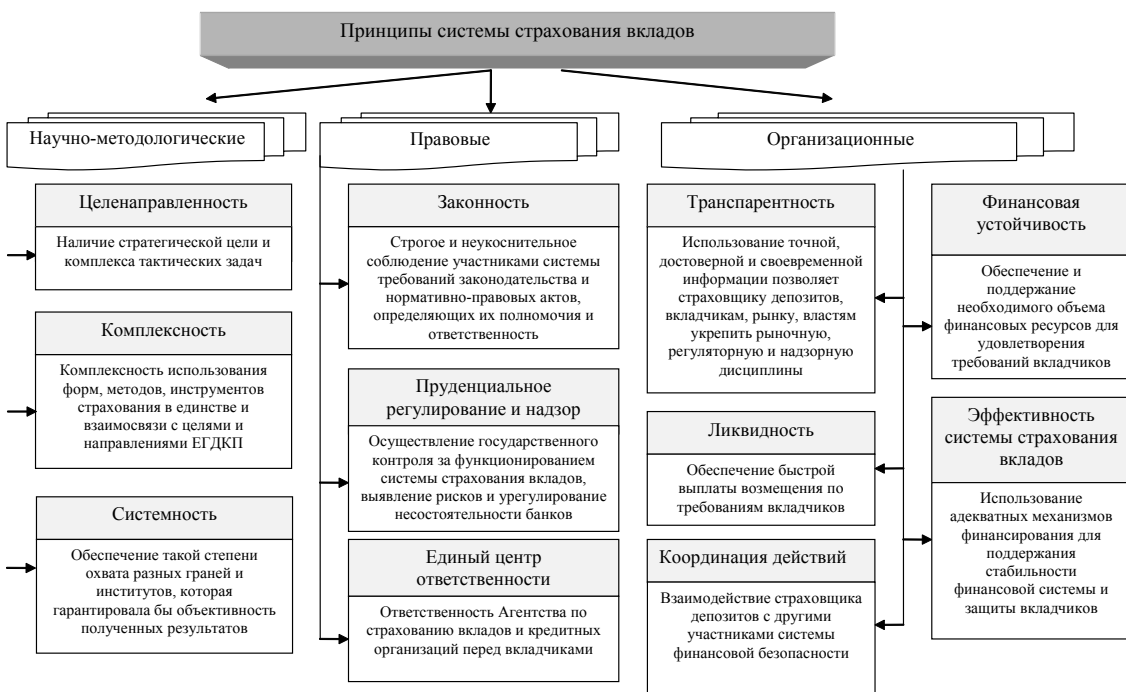 Принципы системы страхования вкладов
Научно-методологические
Правовые
Организационные
Целенаправленность
Наличие стратегической цели и
комплекса тактических задач
Комплексность
Комплексность использования
форм, методов, инструментов
страхования в единстве и
взаимосвязи с целями и
направлениями ЕГДКП
Системность
Обеспечение такой степени
охвата разных граней и
институтов, которая
гарантировала бы объективность
полученных результатов
Законность
Строгое и неукоснительное
соблюдение участниками системы
требований законодательства и
нормативно-правовых актов,
определяющих их полномочия и
ответственность
Пруденциальное
регулирование и надзор
Осуществление государственного
контроля за функционированием
системы страхования вкладов,
выявление рисков и урегулирование
несостоятельности банков
Единый центр
ответственности
Ответственность Агентства по
страхованию вкладов и кредитных
организаций перед вкладчиками
Транспарентность
Использование точной,
достоверной и своевременной
информации позволяет
страховщику депозитов,
вкладчикам, рынку, властям
укрепить рыночную,
регуляторную и надзорную
дисциплины
Ликвидность
Обеспечение быстрой
выплаты возмещения по
требованиям вкладчиков
Координация действий
Взаимодействие страховщика
депозитов с другими
участниками системы
финансовой безопасности
Финансовая
устойчивость
Обеспечение и
поддержание
необходимого объема
финансовых ресурсов для
удовлетворения
требований вкладчиков
Эффективность
системы страхования
вкладов
Использование
адекватных механизмов
финансирования для
поддержания
стабильности
финансовой системы и
защиты вкладчиков